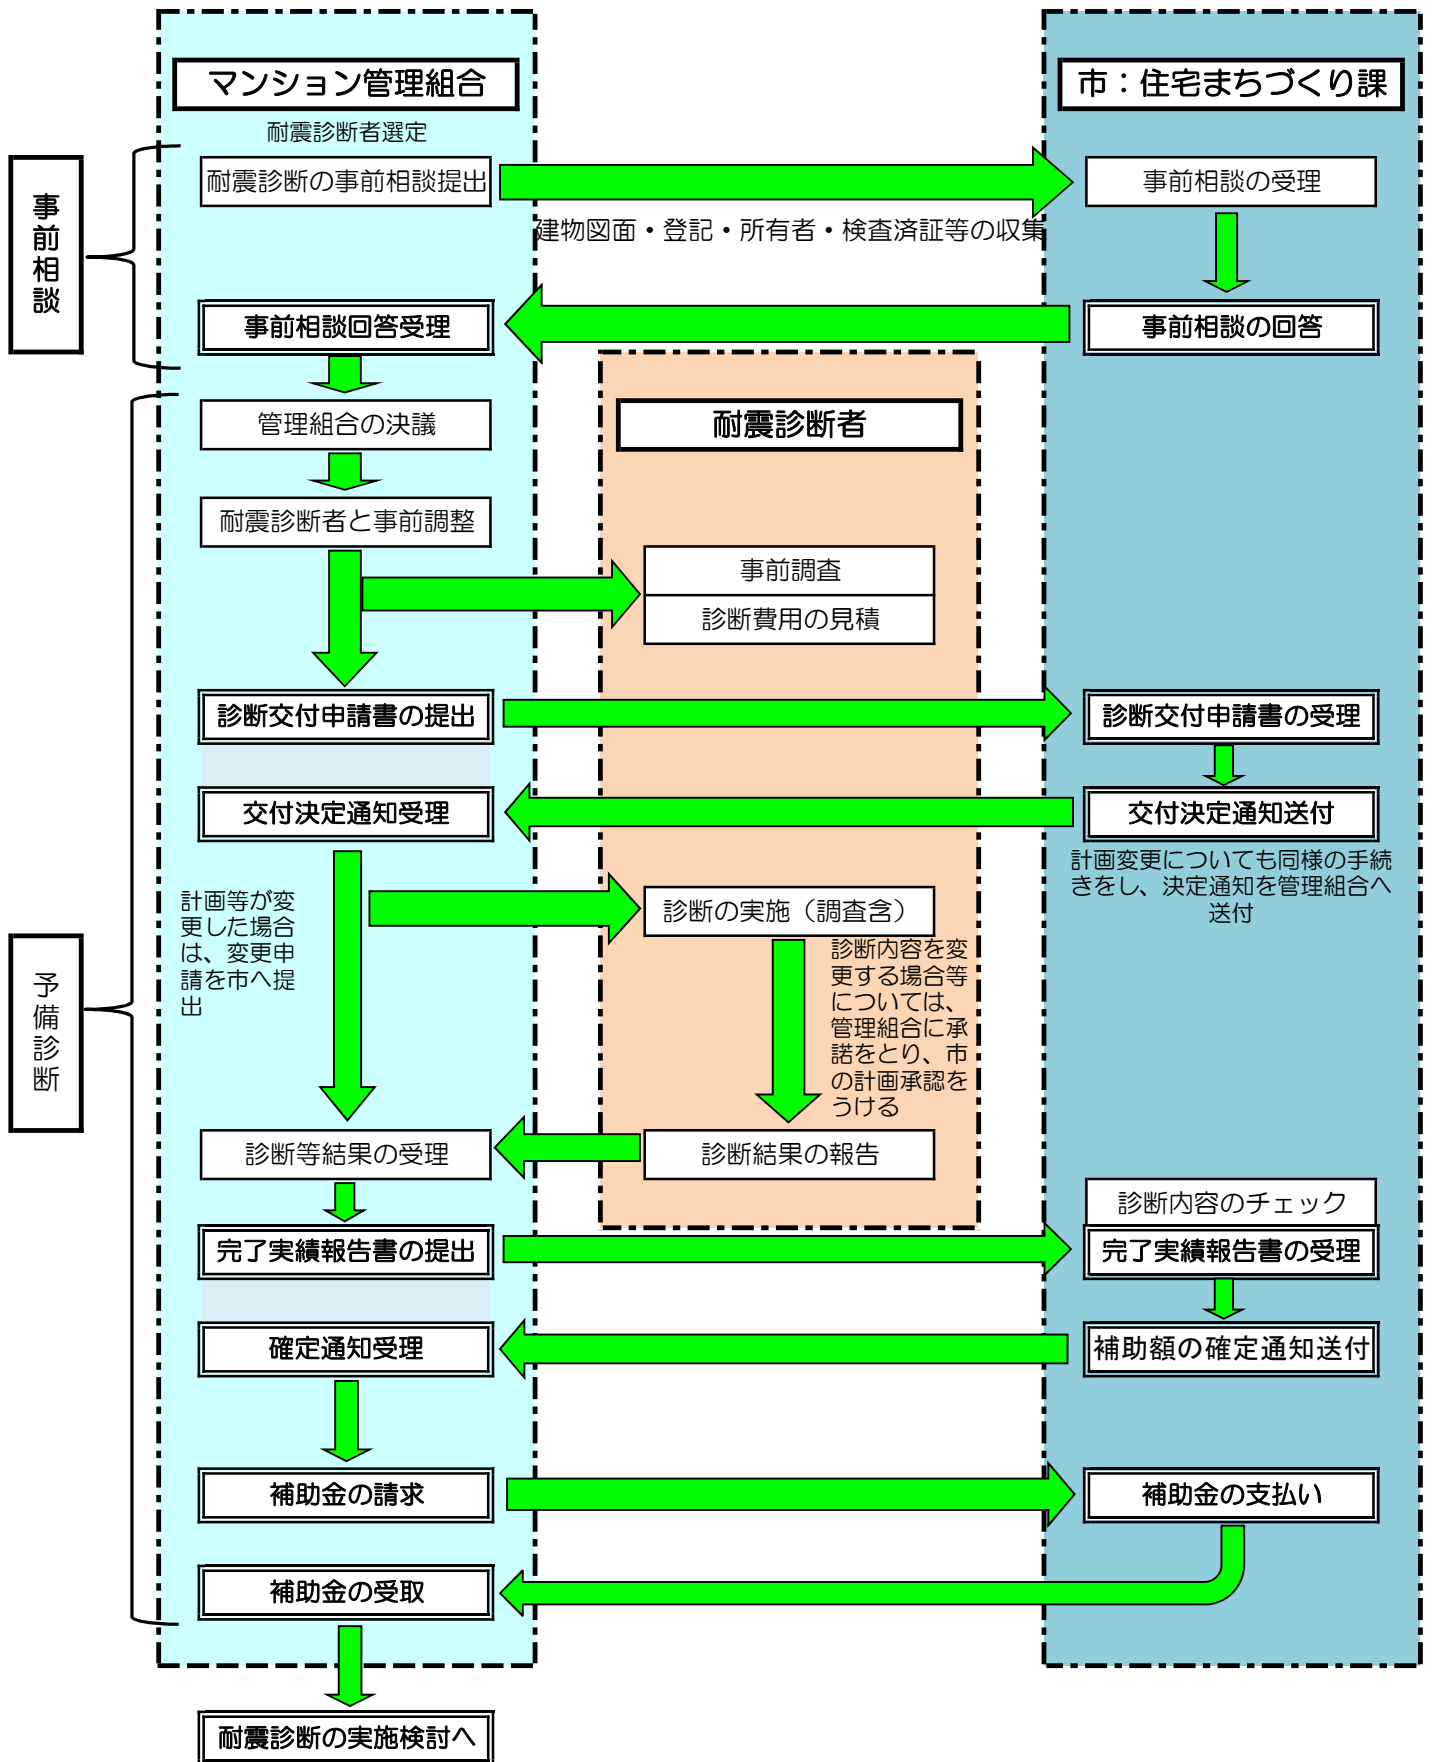 マンション管理組合
市：住宅まちづくり課
耐震診断者選定
事前相談
耐震診断の事前相談提出
事前相談の受理
建物図面・登記・所有者・検査済証等の収集
事前相談回答受理
事前相談の回答
管理組合の決議
耐震診断者
耐震診断者と事前調整
事前調査
診断費用の見積
診断交付申請書の提出
診断交付申請書の受理
交付決定通知受理
交付決定通知送付
計画変更についても同様の手続
きをし、決定通知を管理組合へ
送付
計画等が変
更した場合
は、変更申
請を市へ提
出
診断の実施（調査含）
診断内容を変
更する場合等
については、
管理組合に承
諾をとり、市
の計画承認を
うける
予備診断
診断等結果の受理
診断結果の報告
診断内容のチェック
完了実績報告書の提出
完了実績報告書の受理
確定通知受理
補助額の確定通知送付
補助金の請求
補助金の支払い
補助金の受取
耐震診断の実施検討へ